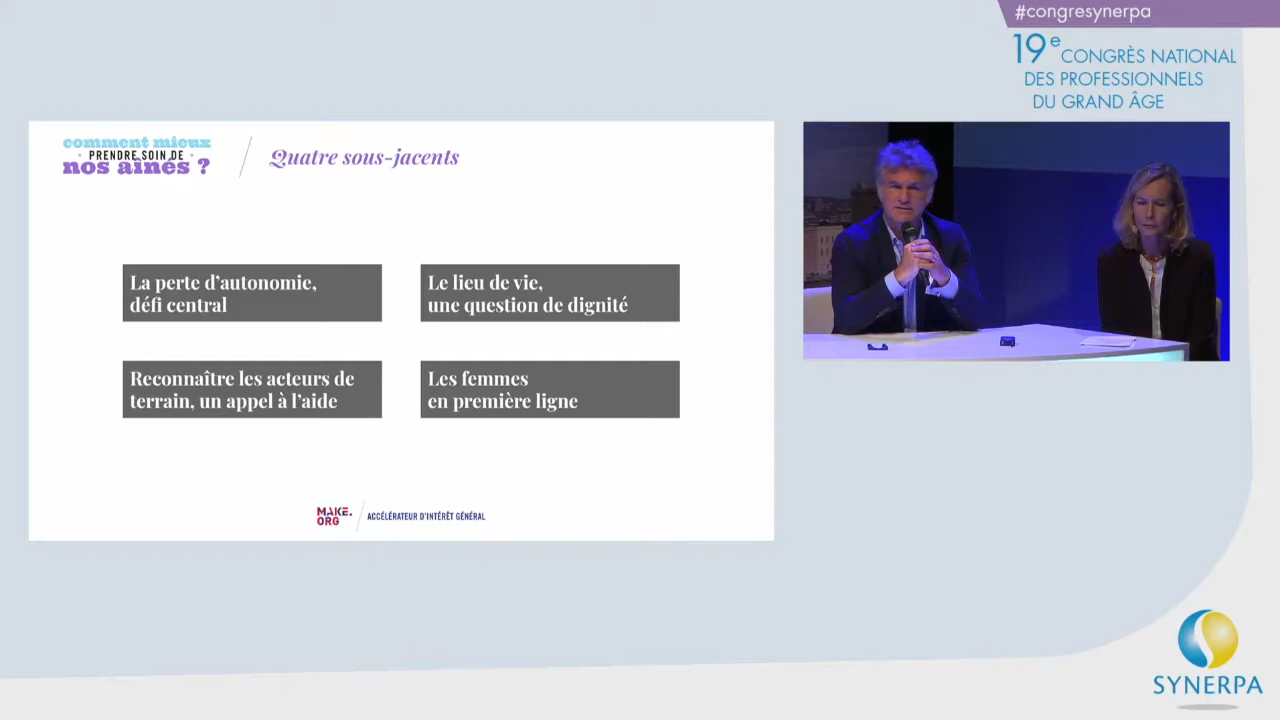 #congresynerpa
19e CONGRÈS NATIONAL
DES PROFESSIONNELS
DU GRAND ÂGE
comment mieux
PRENDRE SOIN DE
nos aînés ?
Quatre sous-jacents
La perte d'autonomie,
défi central
Le lieu de vie,
une question de dignité
Reconnaître les acteurs de
terrain, un appel à l'aide
Les femmes
en première ligne
MAKE.
ORG
ACCÉLÉRATEUR D'INTÉRÊT GÉNÉRAL
SYNERPA